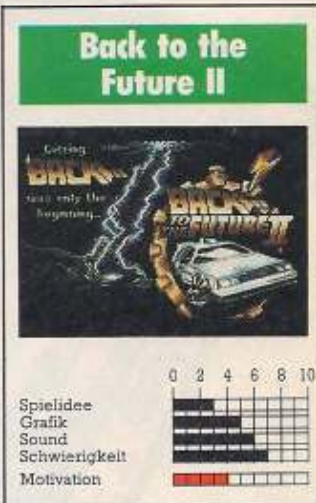 Back to the
Future II
Getting
BACK...
was only the
beginning...
BACK
TO THE FUTURE II
0 2 4 6 8 10
Spielidee
Grafik
Sound
Schwierigkeit
Motivation